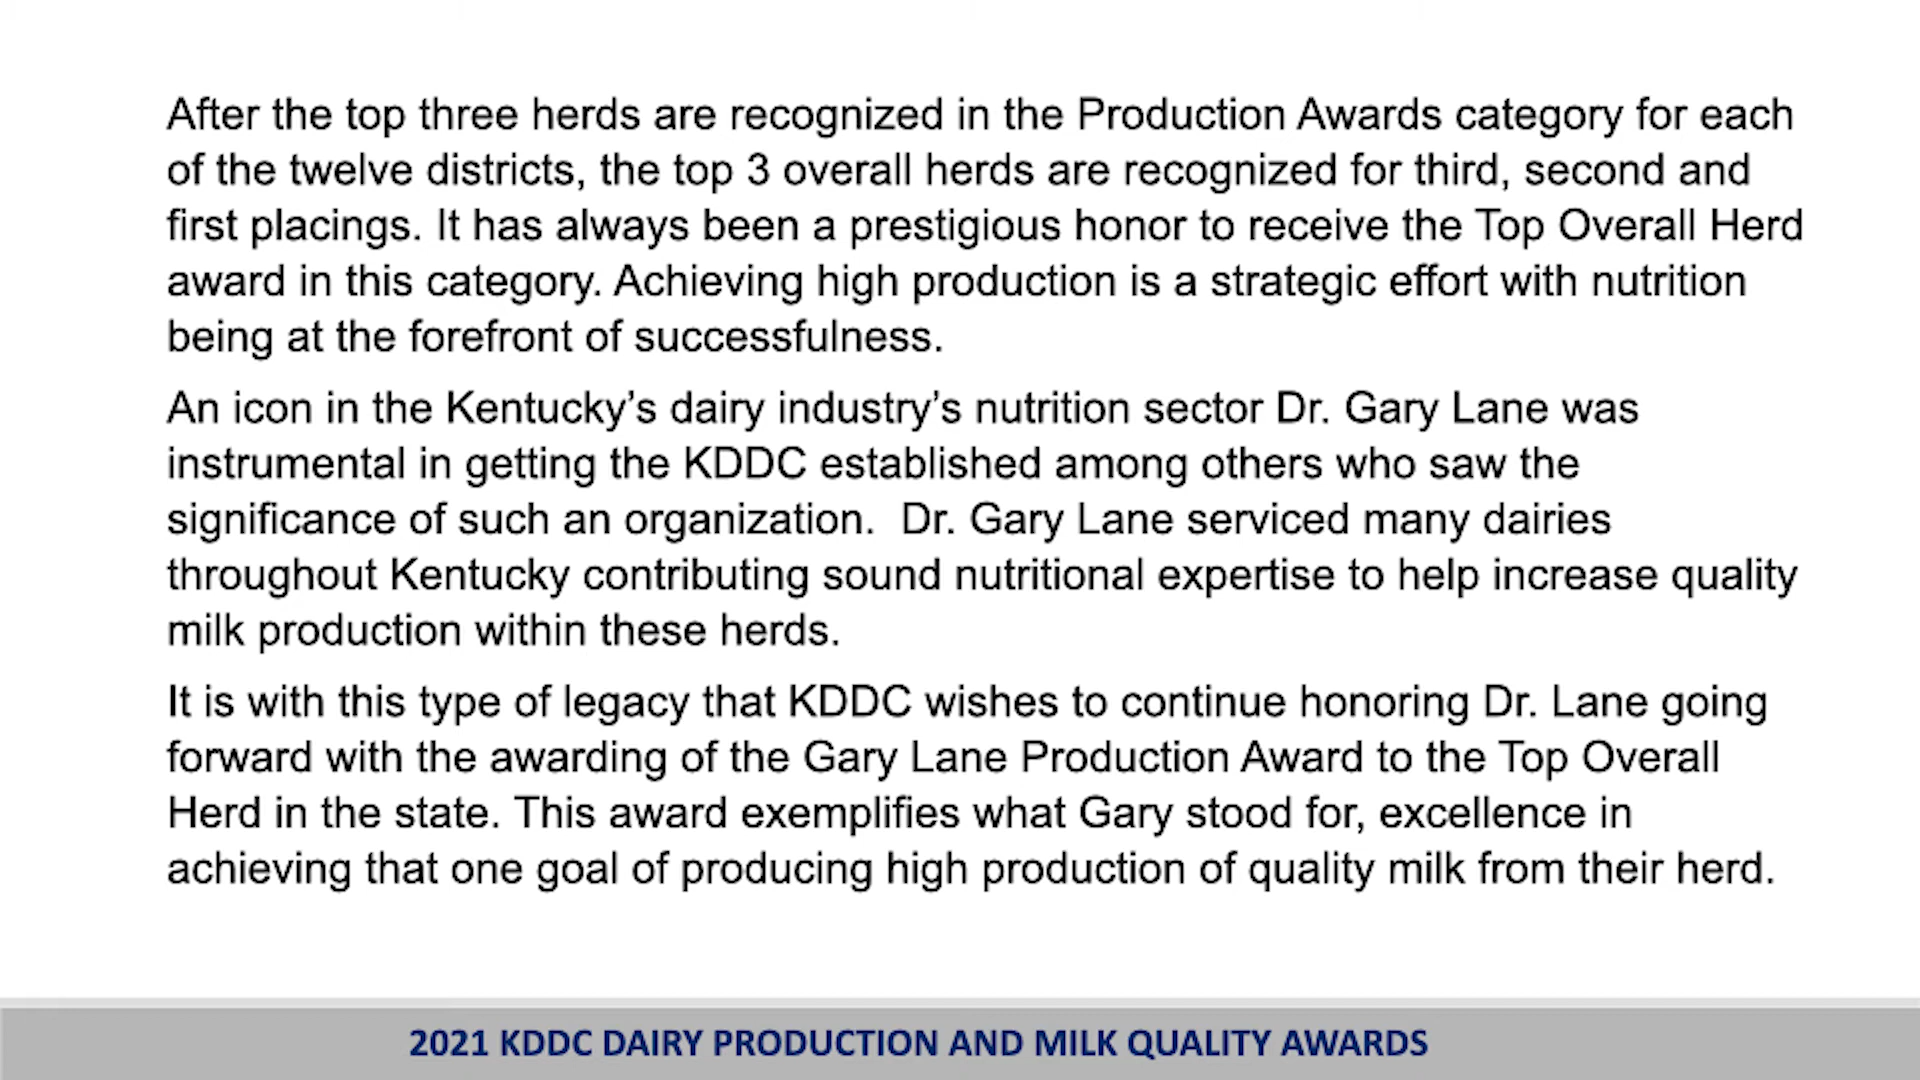 After the top three herds are recognized in the Production Awards category for each
of the twelve districts, the top 3 overall herds are recognized for third, second and
first placings. It has always been a prestigious honor to receive the Top Overall Herd
award in this category. Achieving high production is a strategic effort with nutrition
being at the forefront of successfulness.
An icon in the Kentucky’s dairy industry’s nutrition sector Dr. Gary Lane was
instrumental in getting the KDDC established among others who saw the
significance of such an organization.  Dr. Gary Lane serviced many dairies
throughout Kentucky contributing sound nutritional expertise to help increase quality
milk production within these herds.
It is with this type of legacy that KDDC wishes to continue honoring Dr. Lane going
forward with the awarding of the Gary Lane Production Award to the Top Overall
Herd in the state. This award exemplifies what Gary stood for, excellence in
achieving that one goal of producing high production of quality milk from their herd.
2021 KDDC DAIRY PRODUCTION AND MILK QUALITY AWARDS